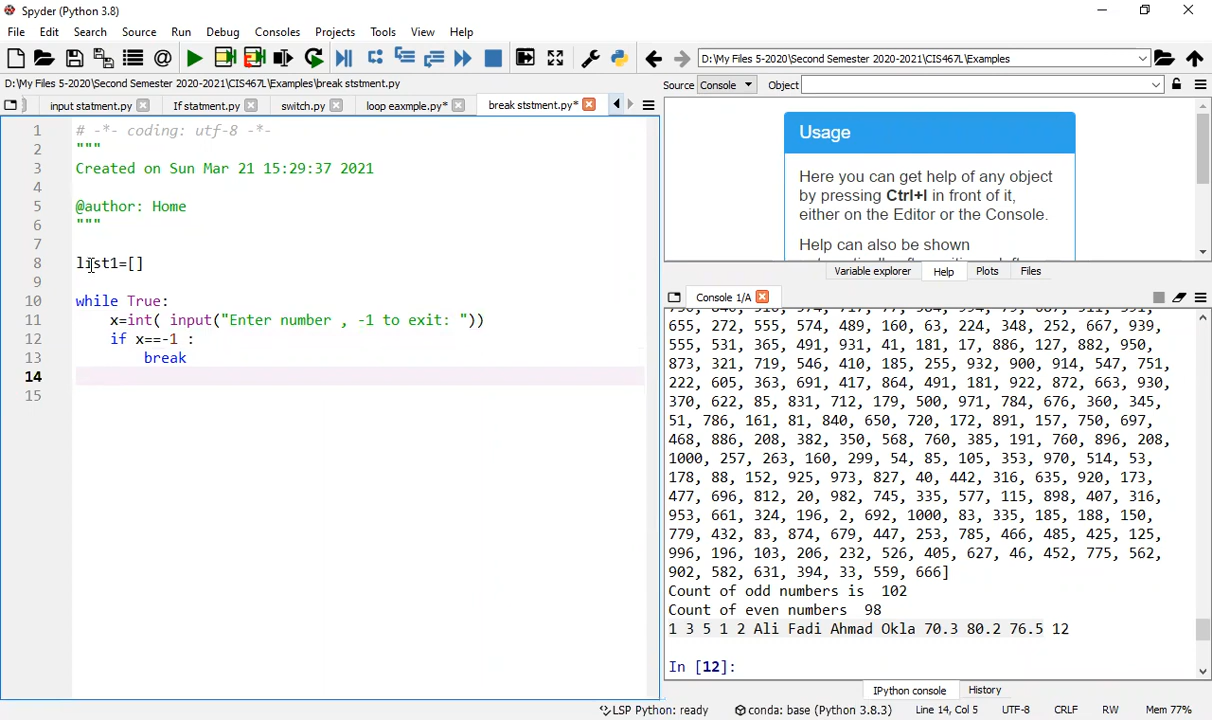 Spyder (Python 3.8)
File Edit Search Source Run Debug Consoles Projects Tools View Help
D:\My Files 5-2020\Second Semester 2020-2021\CIS467L\Examples
D:\My Files 5-2020\Second Semester 2020-2021\CIS467L\Examples\break ststment.py
Source Console Object
input statment.py If statment.py switch.py loop eaxmple.py* break ststment.py*
1 # -*- coding: utf-8 -*-
2 """
3 Created on Sun Mar 21 15:29:37 2021
4
5 @author: Home
6 """
7
8 list1=[]
9
10 while True:
11 x=int( input("Enter number , -1 to exit: "))
12 if x==-1 :
13 break
14
15
Usage
Here you can get help of any object
by pressing Ctrl+I in front of it,
either on the Editor or the Console.
Help can also be shown
Variable explorer Help Plots Files
Console 1/A
655, 272, 555, 574, 489, 160, 63, 224, 348, 252, 667, 939,
555, 531, 365, 491, 931, 41, 181, 17, 886, 127, 882, 950,
873, 321, 719, 546, 410, 185, 255, 932, 900, 914, 547, 751,
222, 605, 363, 691, 417, 864, 491, 181, 922, 872, 663, 930,
370, 622, 85, 831, 712, 179, 500, 971, 784, 676, 360, 345,
51, 786, 161, 81, 840, 650, 720, 172, 891, 157, 750, 697,
468, 886, 208, 382, 350, 568, 760, 385, 191, 760, 896, 208,
1000, 257, 263, 160, 299, 54, 85, 105, 353, 970, 514, 53,
178, 88, 152, 925, 973, 827, 40, 442, 316, 635, 920, 173,
477, 696, 812, 20, 982, 745, 335, 577, 115, 898, 407, 316,
953, 661, 324, 196, 2, 692, 1000, 83, 335, 185, 188, 150,
779, 432, 83, 874, 679, 447, 253, 785, 466, 485, 425, 125,
996, 196, 103, 206, 232, 526, 405, 627, 46, 452, 775, 562,
902, 582, 631, 394, 33, 559, 666]
Count of odd numbers is  102
Count of even numbers  98
1 3 5 1 2 Ali Fadi Ahmad Okla 70.3 80.2 76.5 12
In [12]:
IPython console History
LSP Python: ready conda: base (Python 3.8.3) Line 14, Col 5 UTF-8 CRLF RW Mem 77%